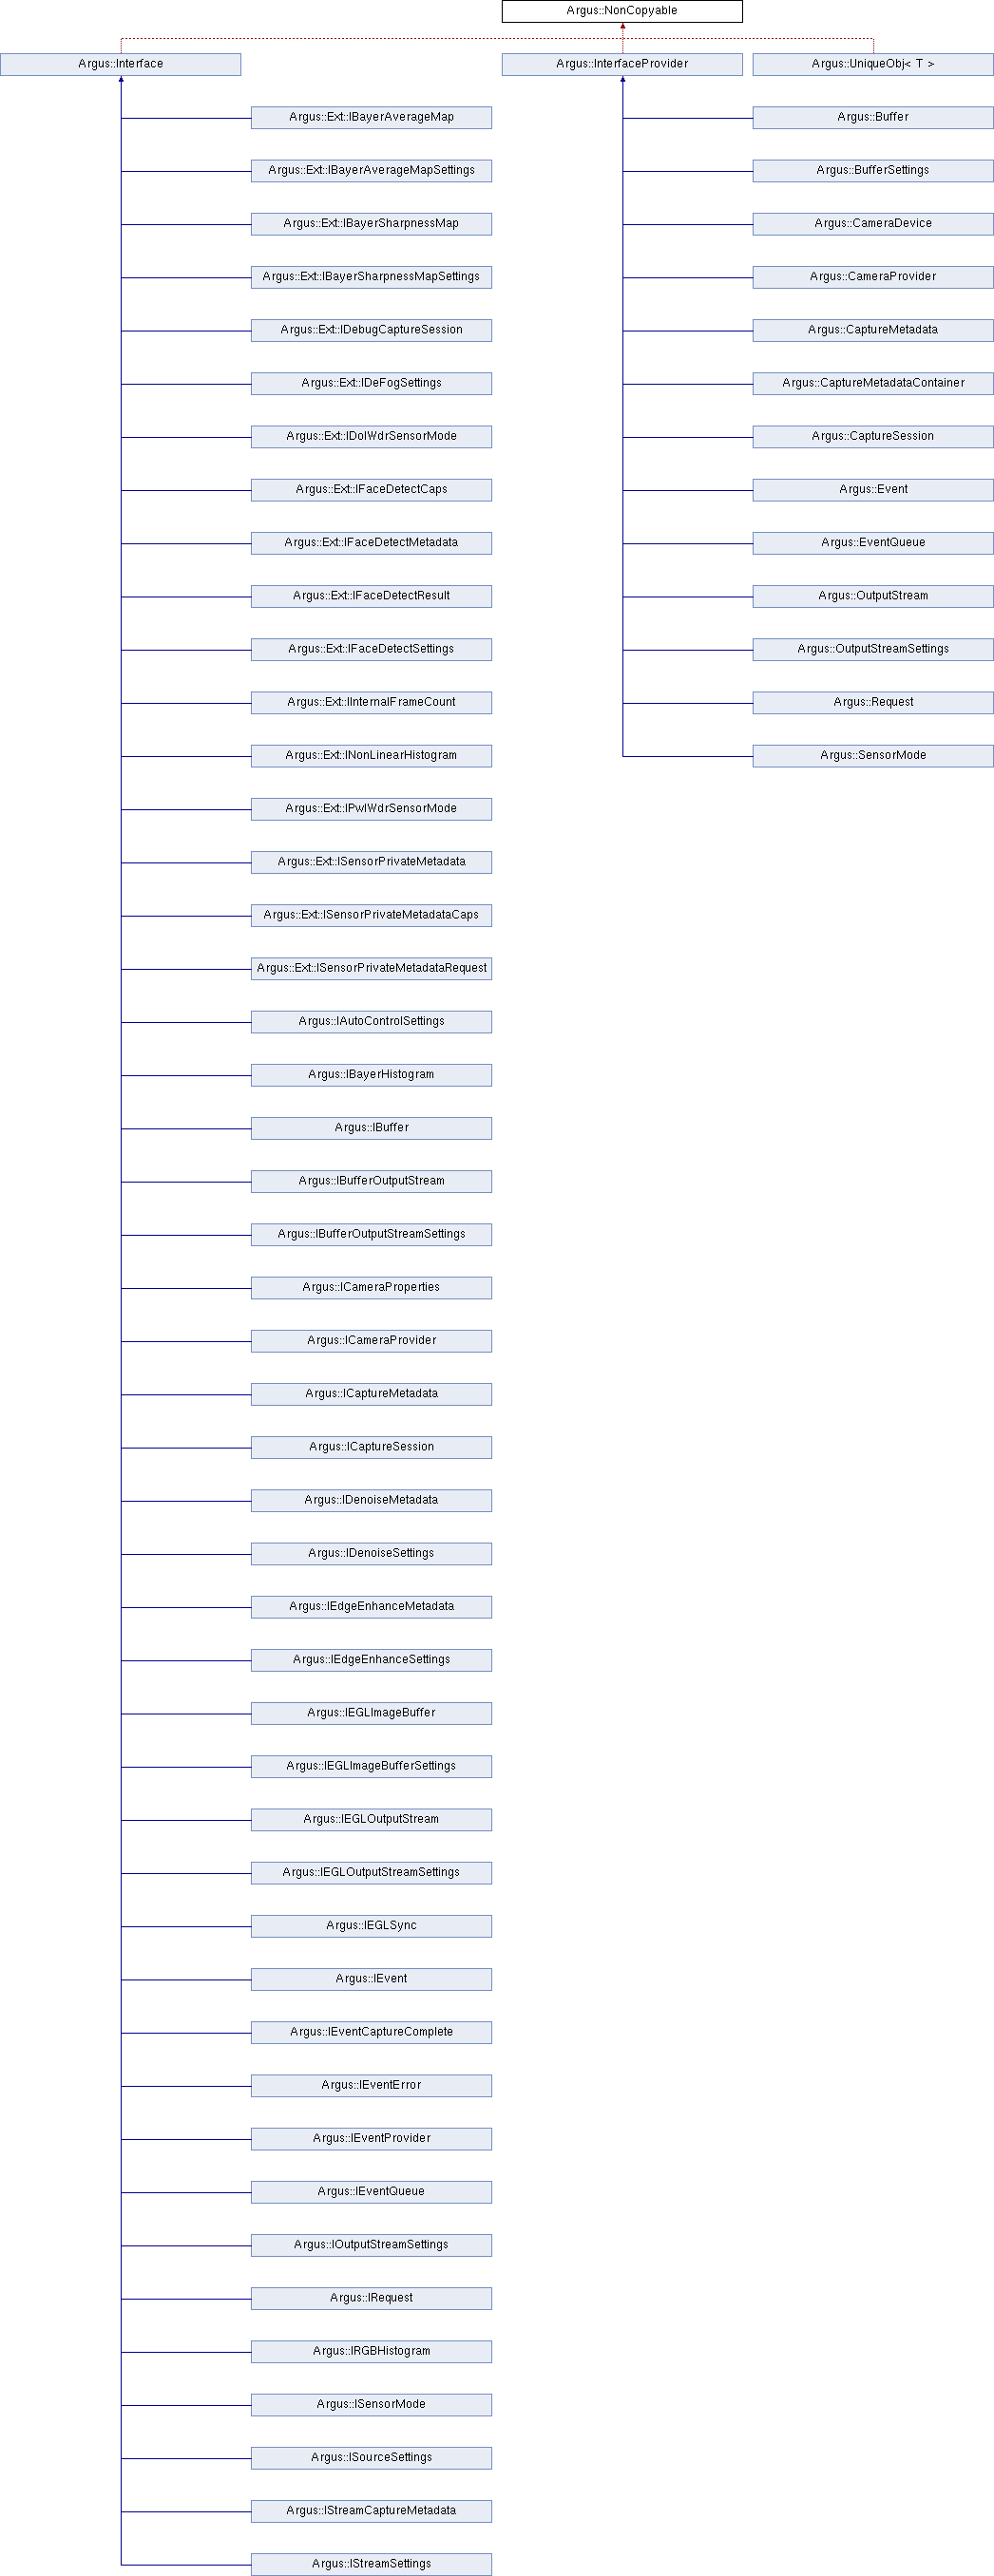 Argus::NonCopyable
Argus::Interface
Argus::InterfaceProvider
Argus::UniqueObj< T >
Argus::Ext::IBayerAverageMap
Argus::Buffer
Argus::Ext::IBayerAverageMapSettings
Argus::BufferSettings
Argus::Ext::IBayerSharpnessMap
Argus::CameraDevice
Argus::Ext::IBayerSharpnessMapSettings
Argus::CameraProvider
Argus::Ext::IDebugCaptureSession
Argus::CaptureMetadata
Argus::Ext::IDeFogSettings
Argus::CaptureMetadataContainer
Argus::Ext::IDolWdrSensorMode
Argus::CaptureSession
Argus::Ext::IFaceDetectCaps
Argus::Event
Argus::Ext::IFaceDetectMetadata
Argus::EventQueue
Argus::Ext::IFaceDetectResult
Argus::OutputStream
Argus::Ext::IFaceDetectSettings
Argus::OutputStreamSettings
Argus::Ext::IInternalFrameCount
Argus::Request
Argus::Ext::INonLinearHistogram
Argus::SensorMode
Argus::Ext::IPwlWdrSensorMode
Argus::Ext::ISensorPrivateMetadata
Argus::Ext::ISensorPrivateMetadataCaps
Argus::Ext::ISensorPrivateMetadataRequest
Argus::IAutoControlSettings
Argus::IBayerHistogram
Argus::IBuffer
Argus::IBufferOutputStream
Argus::IBufferOutputStreamSettings
Argus::ICameraProperties
Argus::ICameraProvider
Argus::ICaptureMetadata
Argus::ICaptureSession
Argus::IDenoiseMetadata
Argus::IDenoiseSettings
Argus::IEdgeEnhanceMetadata
Argus::IEdgeEnhanceSettings
Argus::IEGLImageBuffer
Argus::IEGLImageBufferSettings
Argus::IEGLOutputStream
Argus::IEGLOutputStreamSettings
Argus::IEGLSync
Argus::IEvent
Argus::IEventCaptureComplete
Argus::IEventError
Argus::IEventProvider
Argus::IEventQueue
Argus::IOutputStreamSettings
Argus::IRequest
Argus::IRGBHistogram
Argus::ISensorMode
Argus::ISourceSettings
Argus::IStreamCaptureMetadata
Argus::IStreamSettings